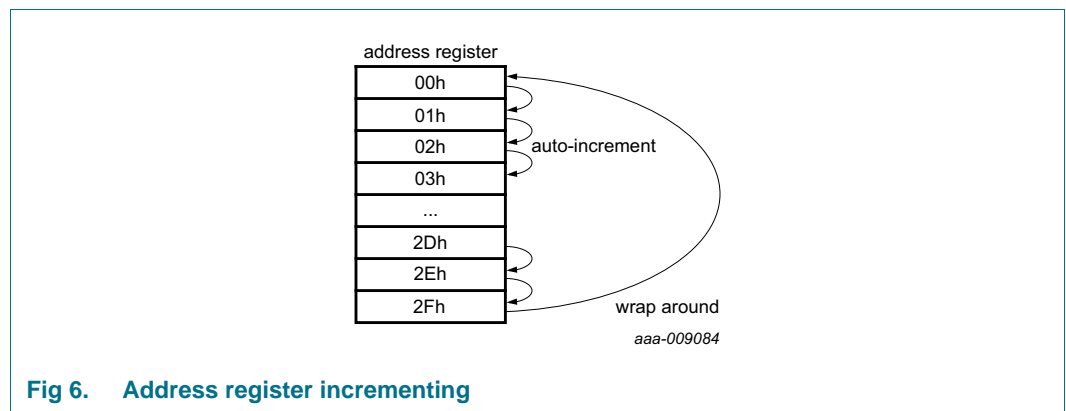 address register
00h
01h
02h
auto-increment
03h
...
2Dh
2Eh
2Fh
wrap around
aaa-009084
Fig 6. Address register incrementing